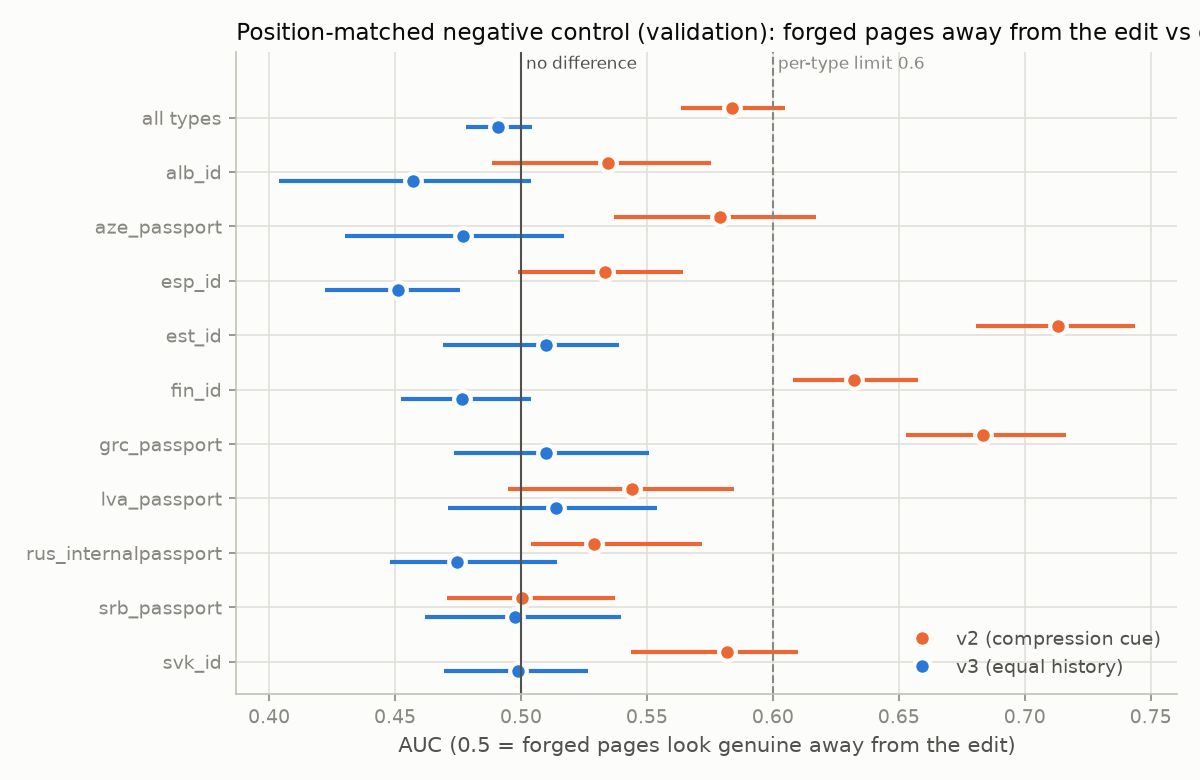 Position-matched negative control (validation): forged pages away from the edit vs
no difference
per-type limit 0.6
all types
alb_id
aze_passport
esp_id
est_id
fin_id
grc_passport
lva_passport
rus_internalpassport
srb_passport
svk_id
v2 (compression cue)
v3 (equal history)
0.40 0.45 0.50 0.55 0.60 0.65 0.70 0.75
AUC (0.5 = forged pages look genuine away from the edit)